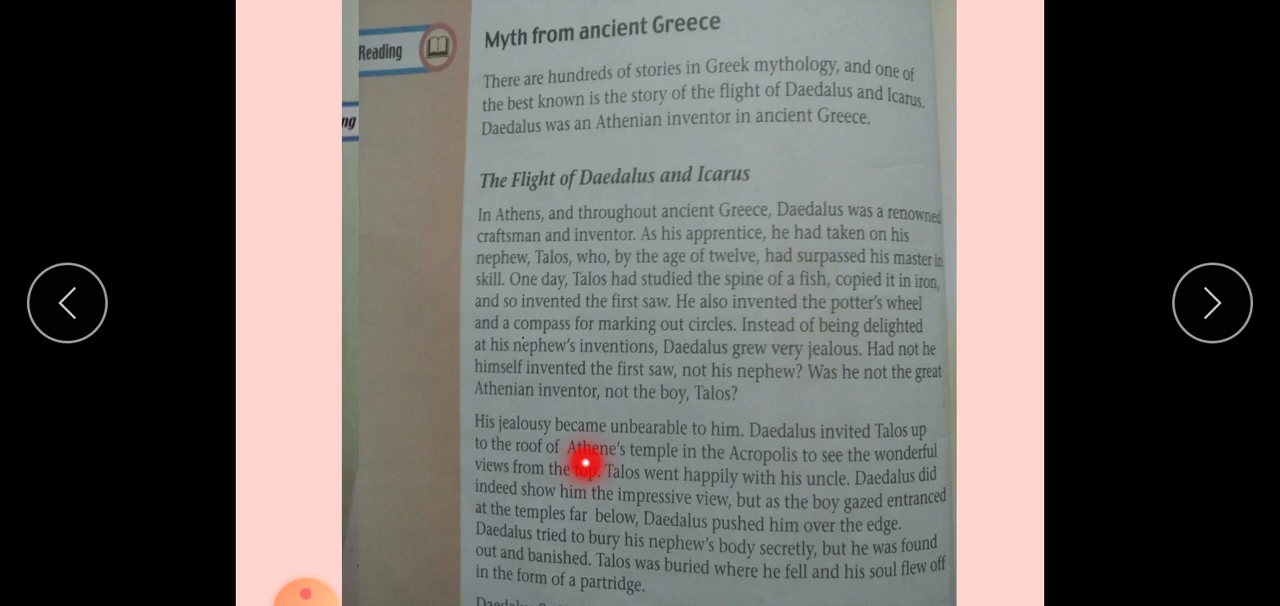 Reading
ng
Myth from ancient Greece
There are hundreds of stories in Greek mythology, and one of
the best known is the story of the flight of Daedalus and Icarus.
Daedalus was an Athenian inventor in ancient Greece.
The Flight of Daedalus and Icarus
In Athens, and throughout ancient Greece, Daedalus was a renowned
craftsman and inventor. As his apprentice, he had taken on his
nephew, Talos, who, by the age of twelve, had surpassed his master in
skill. One day, Talos had studied the spine of a fish, copied it in iron,
and so invented the first saw. He also invented the potter's wheel
and a compass for marking out circles. Instead of being delighted
at his nephew's inventions, Daedalus grew very jealous. Had not he
himself invented the first saw, not his nephew? Was he not the great
Athenian inventor, not the boy, Talos?
His jealousy became unbearable to him. Daedalus invited Talos up
to the roof of Athene's temple in the Acropolis to see the wonderful
views from the top. Talos went happily with his uncle. Daedalus did
indeed show him the impressive view, but as the boy gazed entranced
at the temples far below, Daedalus pushed him over the edge.
Daedalus tried to bury his nephew's body secretly, but he was found
out and banished. Talos was buried where he fell and his soul flew off
in the form of a partridge.